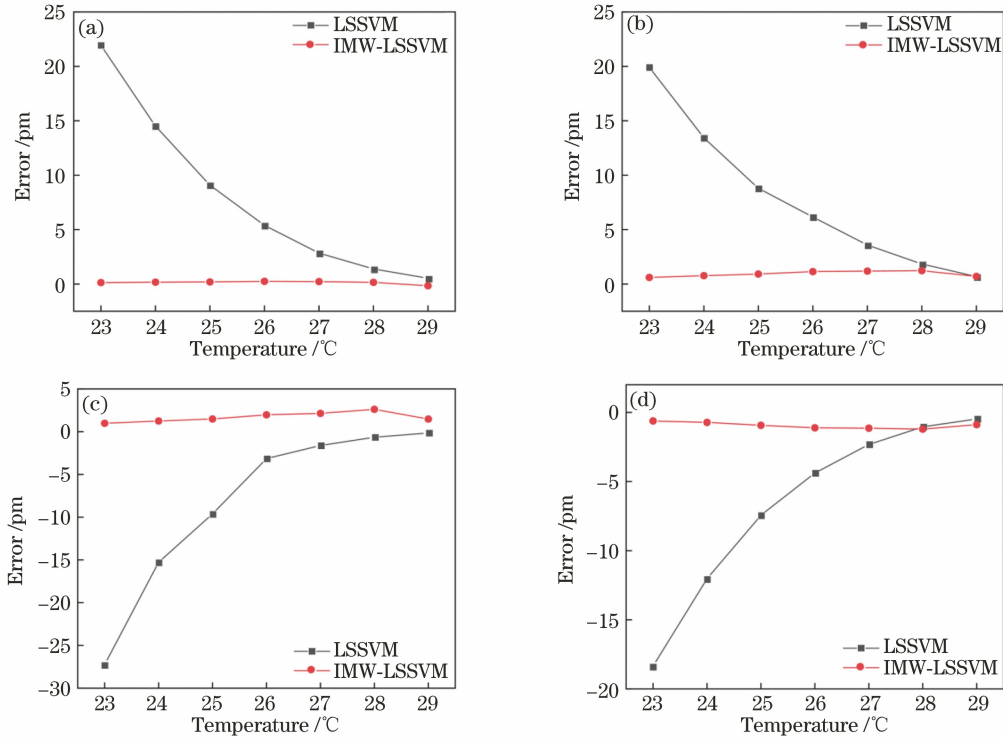 (a)
LSSVM
IMW-LSSVM
25
20
15
10
5
0
Error /pm
23 24 25 26 27 28 29
Temperature /℃
(b)
LSSVM
IMW-LSSVM
25
20
15
10
5
0
Error /pm
23 24 25 26 27 28 29
Temperature /℃
(c)
5
0
−5
−10
−15
−20
−25
−30
Error /pm
LSSVM
IMW-LSSVM
23 24 25 26 27 28 29
Temperature /℃
(d)
0
−5
−10
−15
−20
Error /pm
LSSVM
IMW-LSSVM
23 24 25 26 27 28 29
Temperature /℃